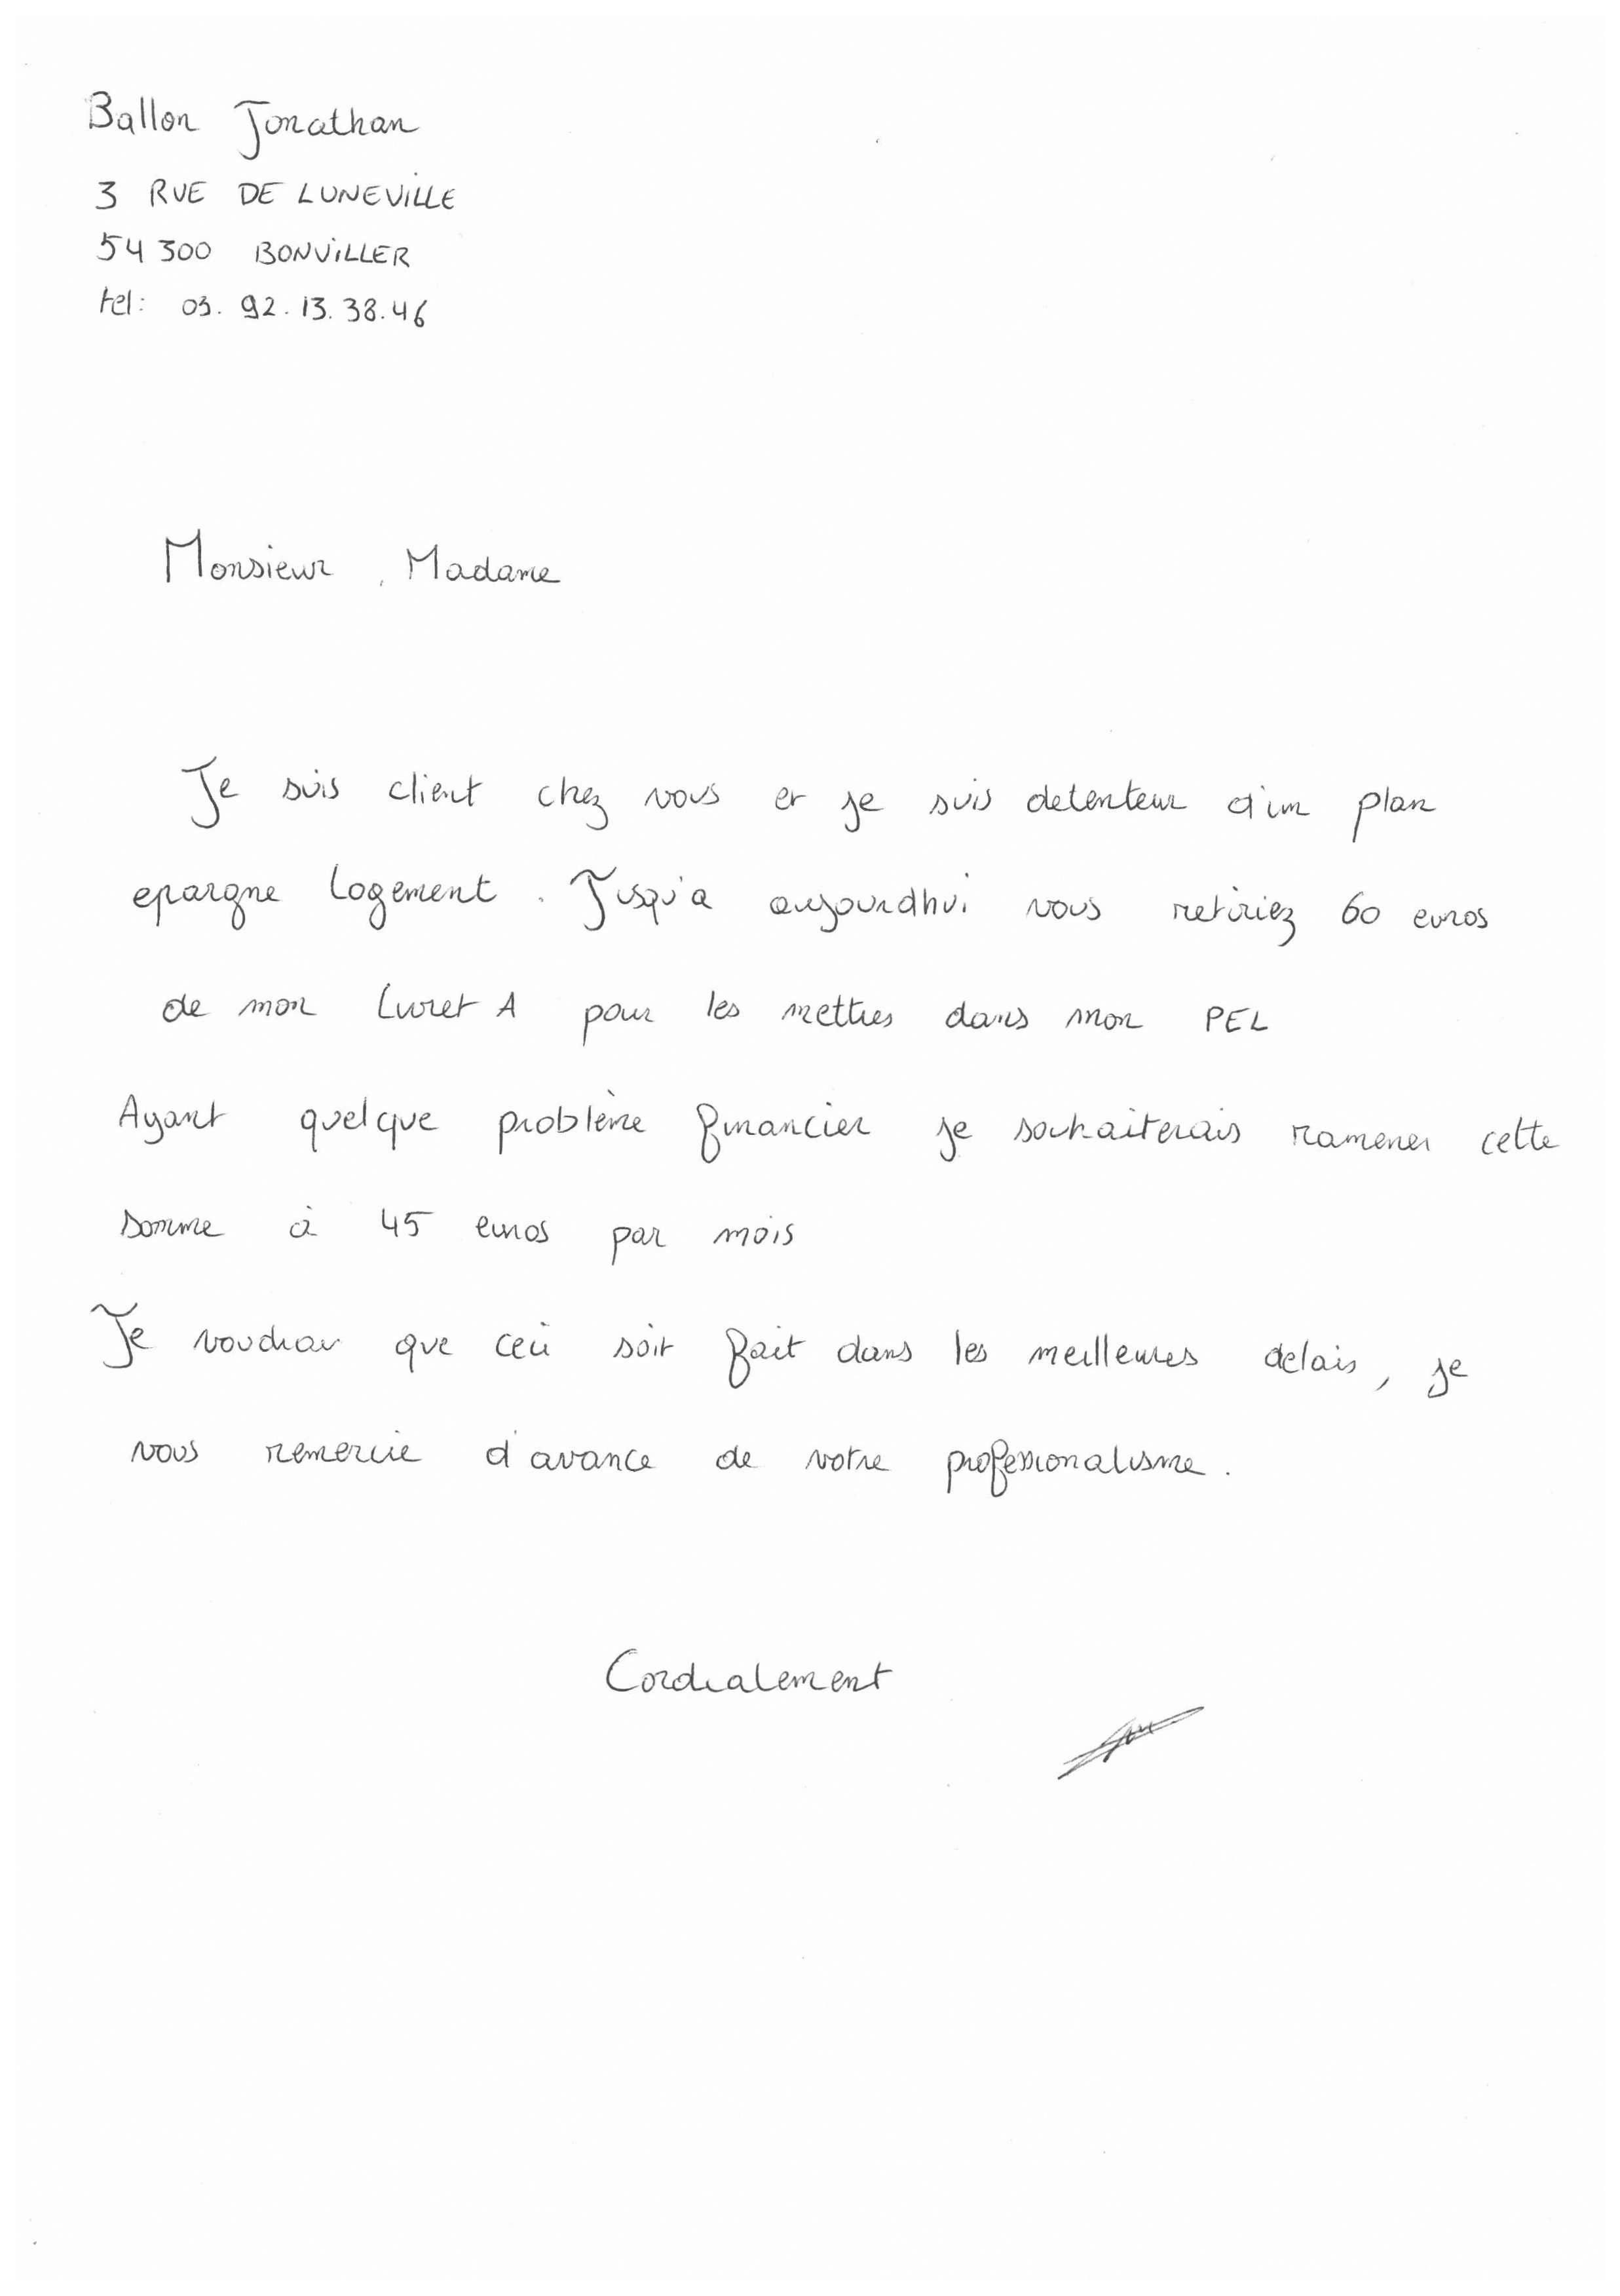 Ballon Jonathan
3 RUE DE LUNEVILLE
54 300 BONVILLER
tel: 03. 92. 13. 38. 46
Monsieur, Madame
Je suis client chez vous et je suis detenteur d'un plan
epargne logement. Jusqu'a aujourdhui vous retiriez 60 euros
de mon Livret A pour les mettres dans mon PEL
Ayant quelque problème financier je souhaiterais ramener cette
somme à 45 euros par mois
Je voudrai que ceci soit fait dans les meilleures delais, je
vous remercie d'avance de votre professionalisme.
Cordialement